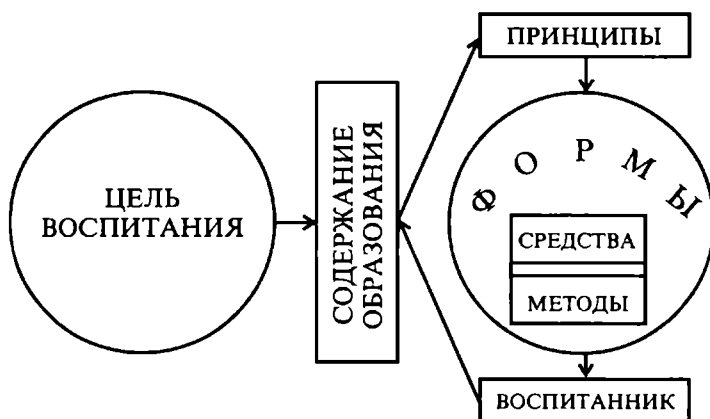 ЦЕЛЬ
ВОСПИТАНИЯ
СОДЕРЖАНИЕ
ОБРАЗОВАНИЯ
ПРИНЦИПЫ
ФОРМЫ
СРЕДСТВА
МЕТОДЫ
ВОСПИТАННИК